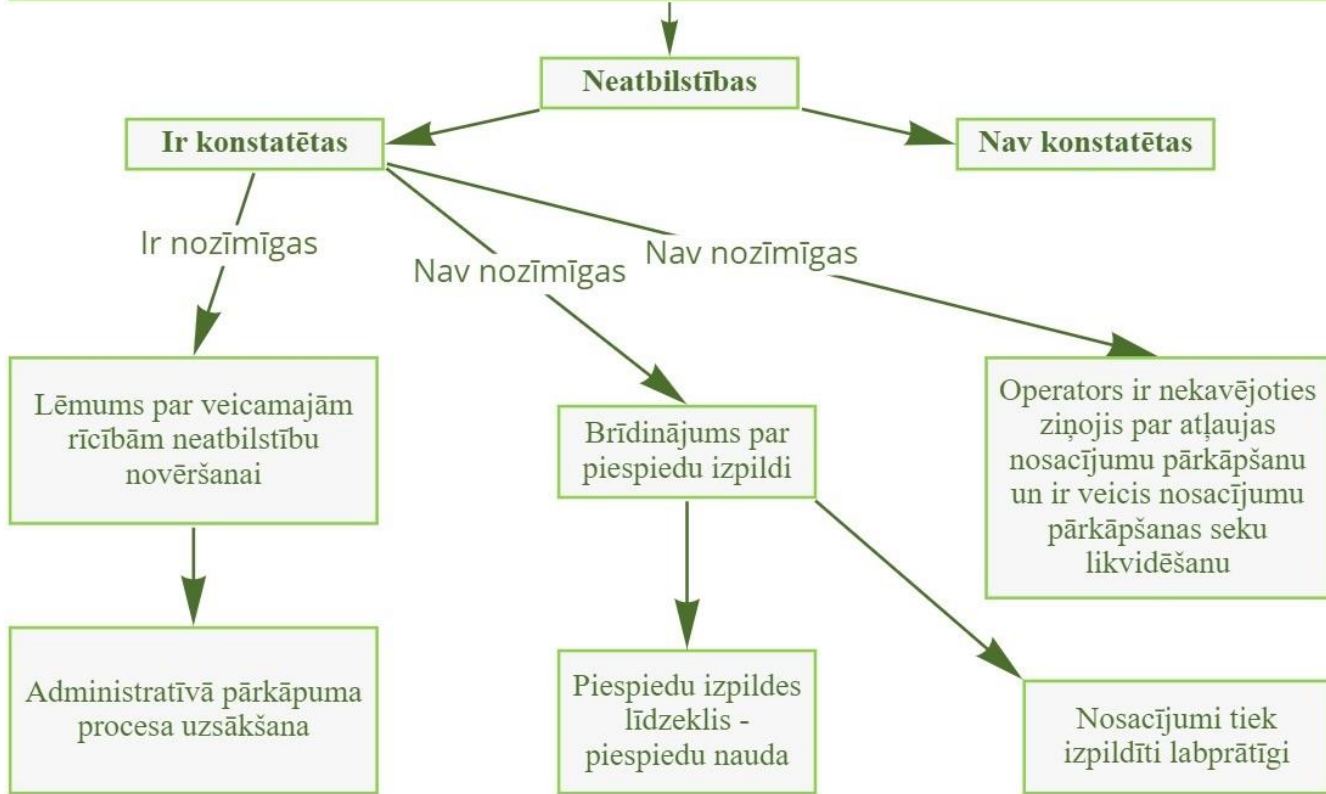 Neatbilstības
Ir konstatētas
Nav konstatētas
Ir nozīmīgas
Nav nozīmīgas
Nav nozīmīgas
Lēmums par veicamajām
rīcībām neatbilstību
novēršanai
Brīdinājums par
piespiedu izpildi
Operators ir nekavējoties
ziņojis par atļaujas
nosacījumu pārkāpšanu
un ir veicis nosacījumu
pārkāpšanas seku
likvidēšanu
Administratīvā pārkāpuma
procesa uzsākšana
Piespiedu izpildes
līdzeklis -
piespiedu nauda
Nosacījumi tiek
izpildīti labprātīgi